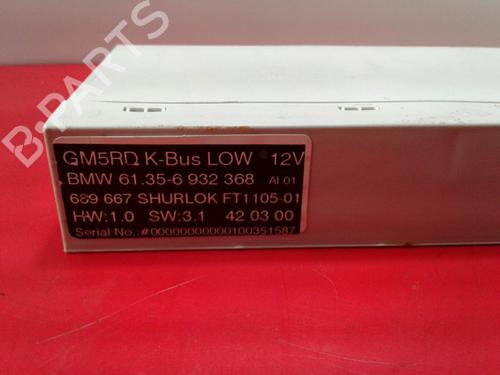 B-PARTS
GM5RD K-Bus LOW 12V
BMW 61.35-6 932 368 AI 01
689 667 SHURLOK FT1105-01
HW:1.0 SW:3.1 42 03 00
Serial No.:#00000000000100351587